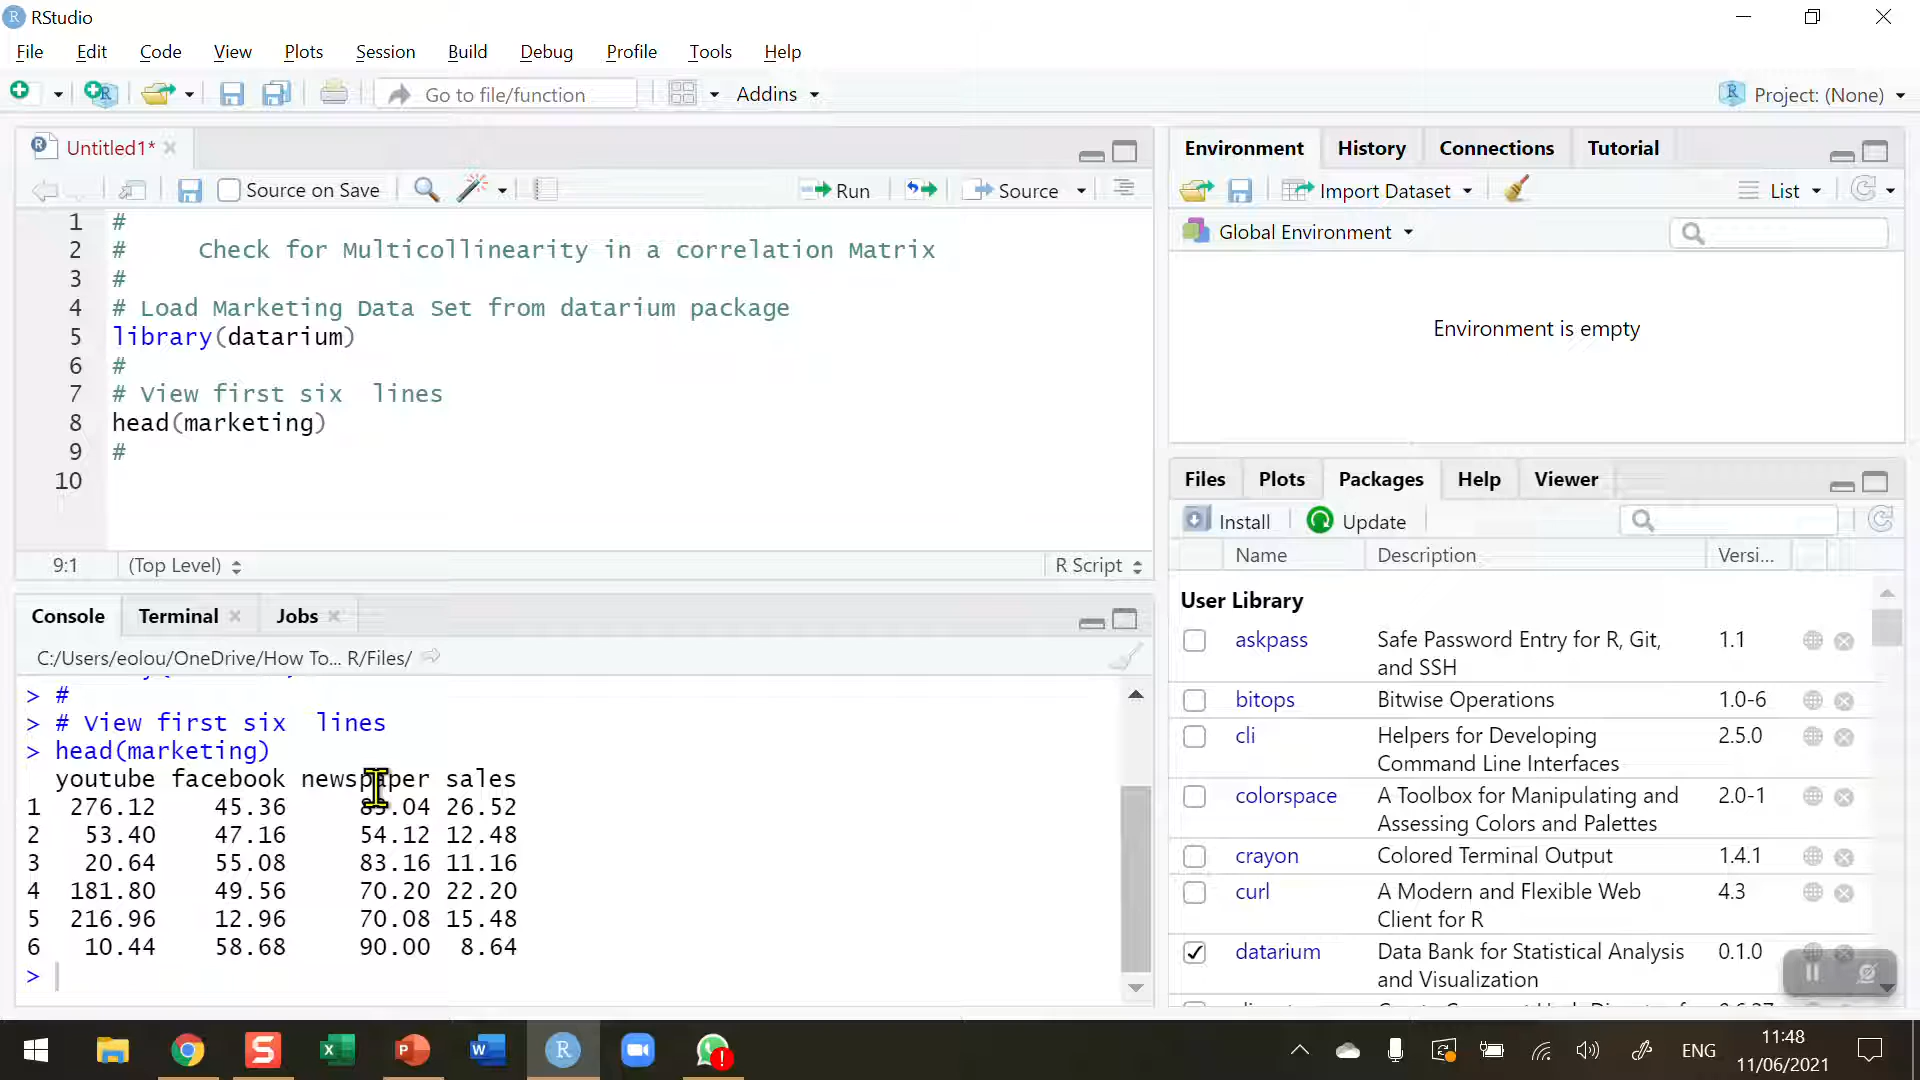 RStudio
File Edit Code View Plots Session Build Debug Profile Tools Help
Go to file/function Addins Project: (None)
Untitled1*
Source on Save Run Source
1 #
2 #     Check for Multicollinearity in a correlation Matrix
3 #
4 # Load Marketing Data Set from datarium package
5 library(datarium)
6 #
7 # View first six  lines
8 head(marketing)
9 #
10
9:1 (Top Level) R Script
Console Terminal Jobs
C:/Users/eolou/OneDrive/How To... R/Files/
> #
> # View first six  lines
> head(marketing)
youtube facebook newspaper sales
1 276.12 45.36 83.04 26.52
2 53.40 47.16 54.12 12.48
3 20.64 55.08 83.16 11.16
4 181.80 49.56 70.20 22.20
5 216.96 12.96 70.08 15.48
6 10.44 58.68 90.00 8.64
>
Environment History Connections Tutorial
Import Dataset List
Global Environment
Environment is empty
Files Plots Packages Help Viewer
Install Update
Name Description Versi...
User Library
askpass Safe Password Entry for R, Git, 1.1
and SSH
bitops Bitwise Operations 1.0-6
cli Helpers for Developing 2.5.0
Command Line Interfaces
colorspace A Toolbox for Manipulating and 2.0-1
Assessing Colors and Palettes
crayon Colored Terminal Output 1.4.1
curl A Modern and Flexible Web 4.3
Client for R
datarium Data Bank for Statistical Analysis 0.1.0
and Visualization
ENG
11:48
11/06/2021